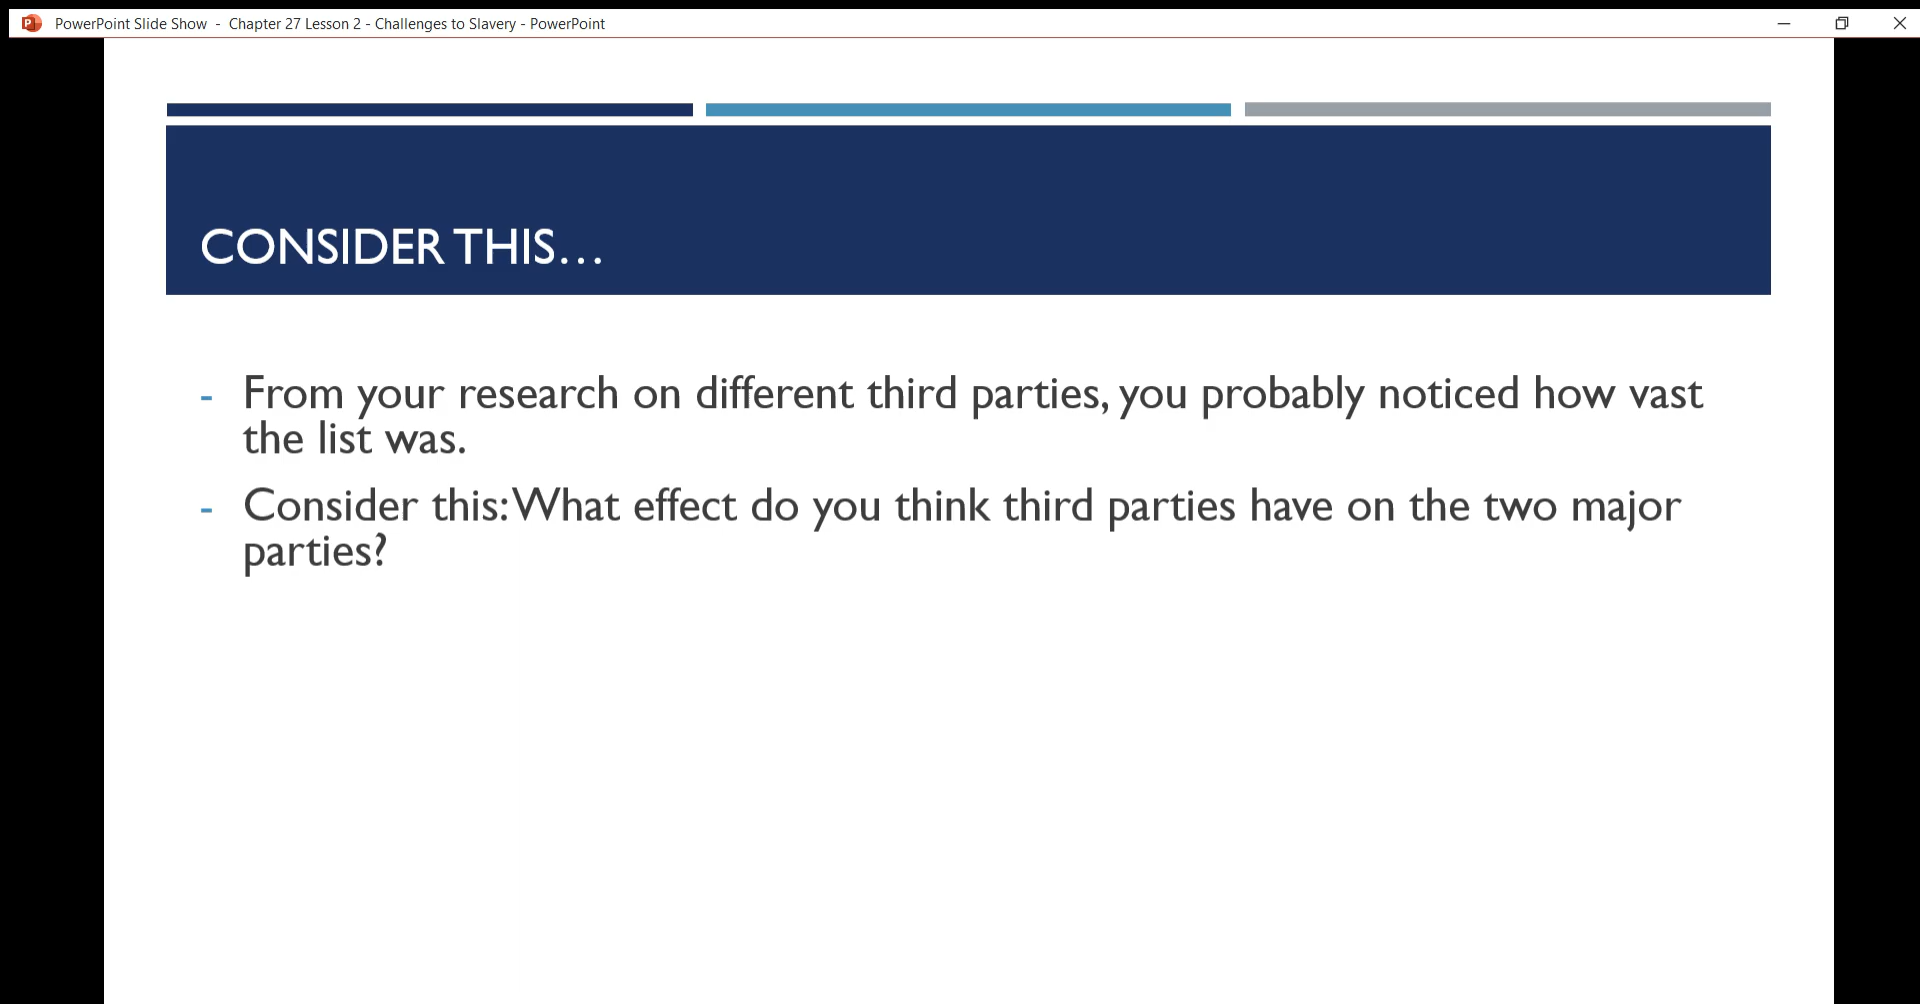 PowerPoint Slide Show - Chapter 27 Lesson 2 - Challenges to Slavery - PowerPoint
CONSIDER THIS...
- From your research on different third parties, you probably noticed how vast
the list was.
- Consider this: What effect do you think third parties have on the two major
parties?